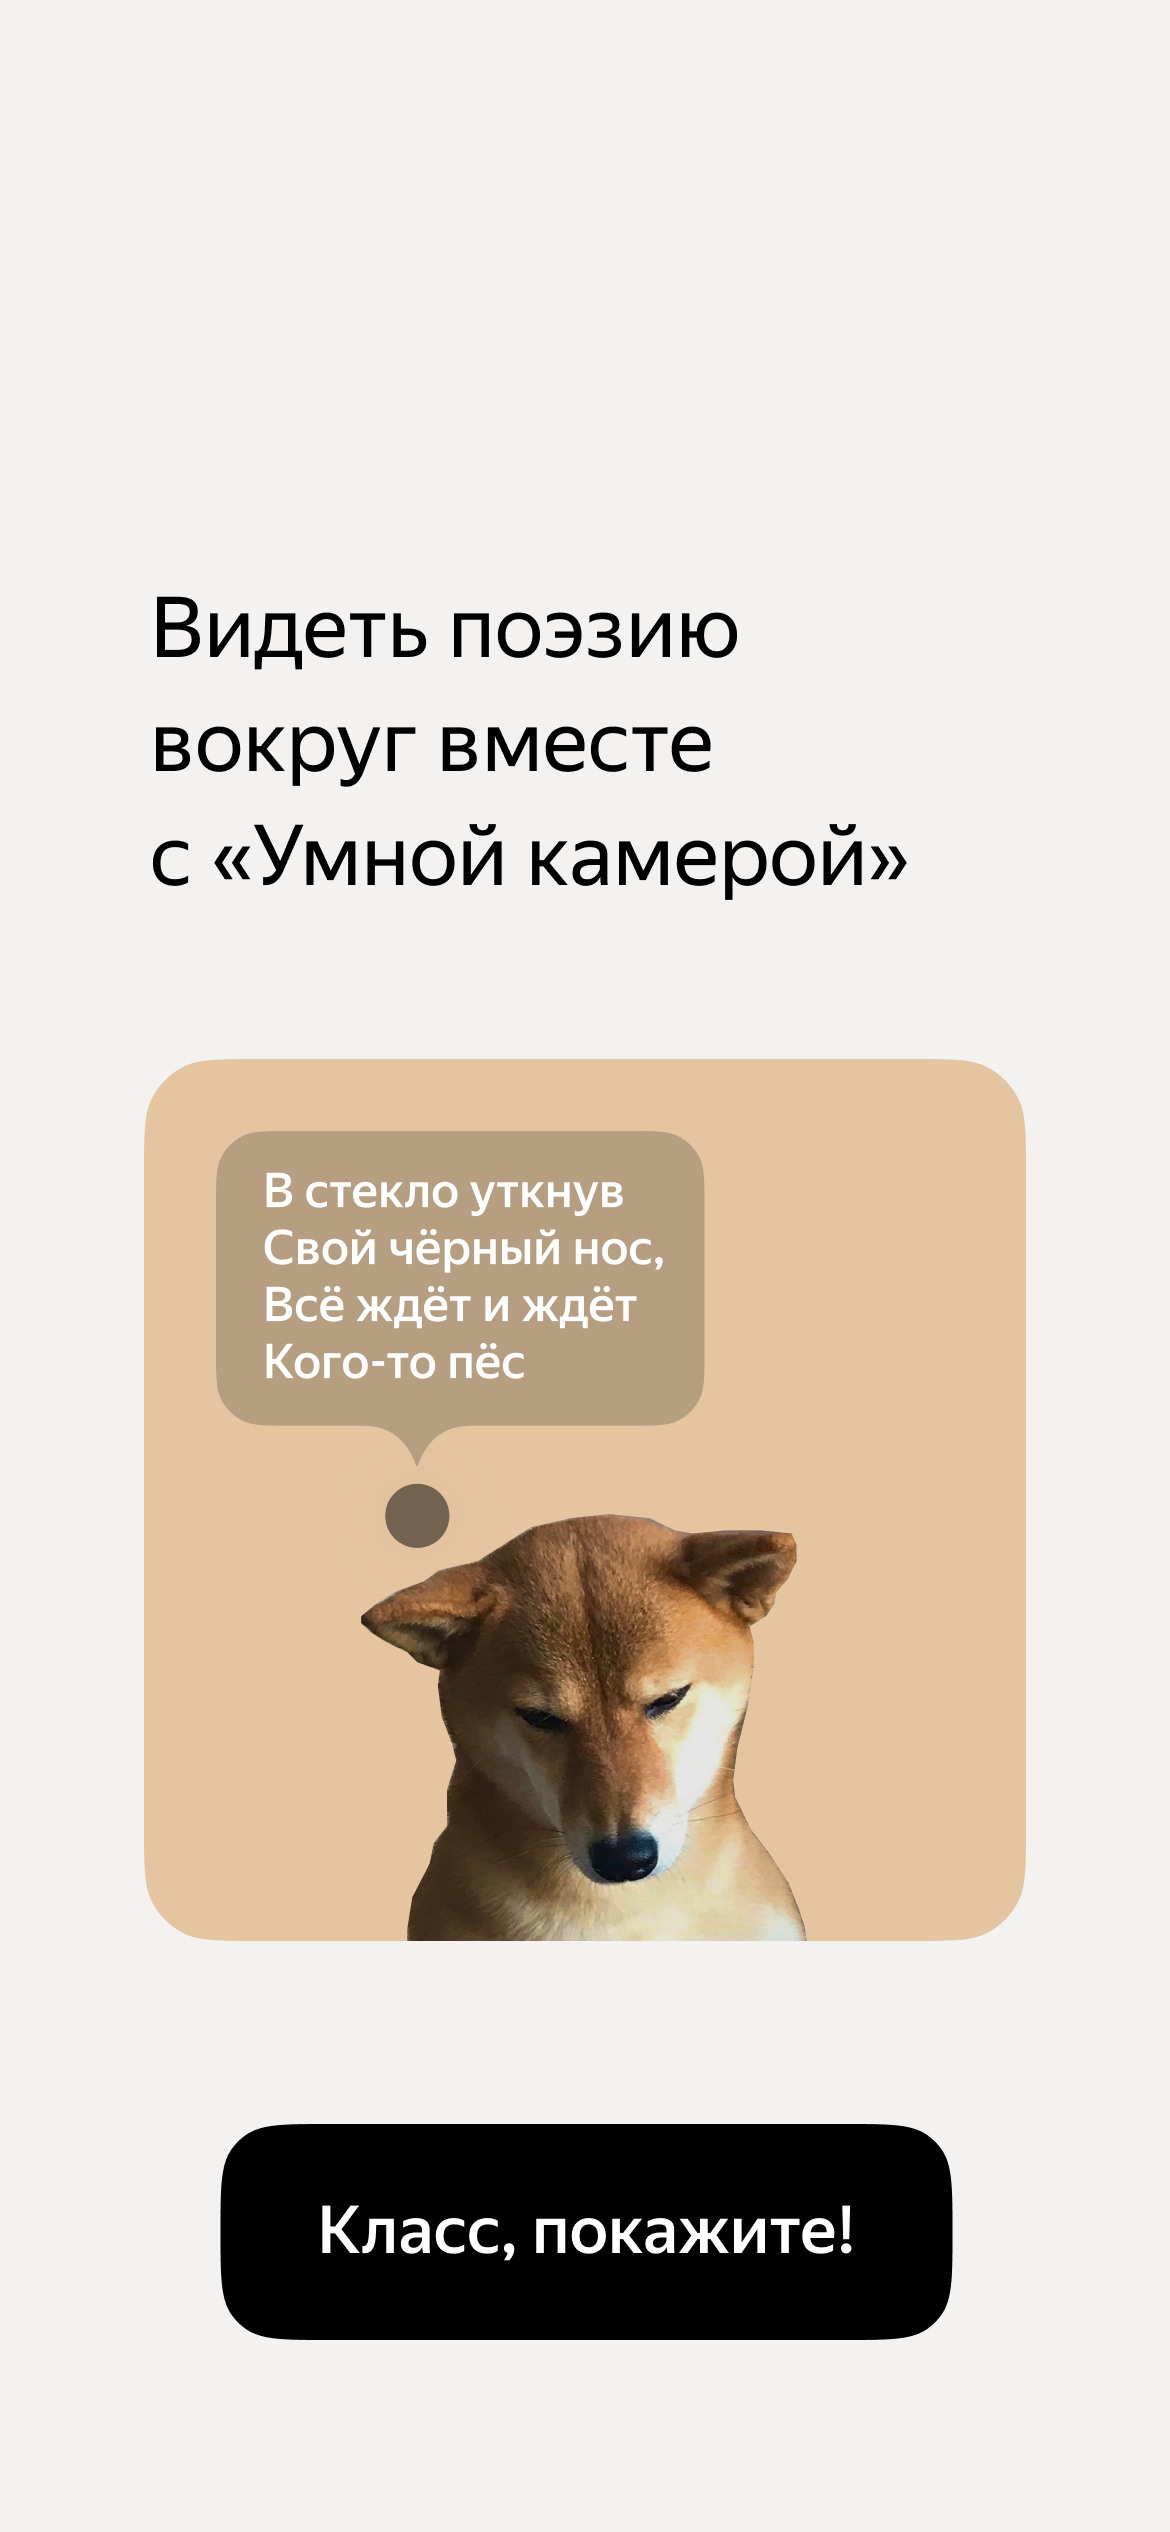 Видеть поэзию
вокруг вместе
с «Умной камерой»
В стекло уткнув
Свой чёрный нос,
Всё ждёт и ждёт
Кого-то пёс
Класс, покажите!